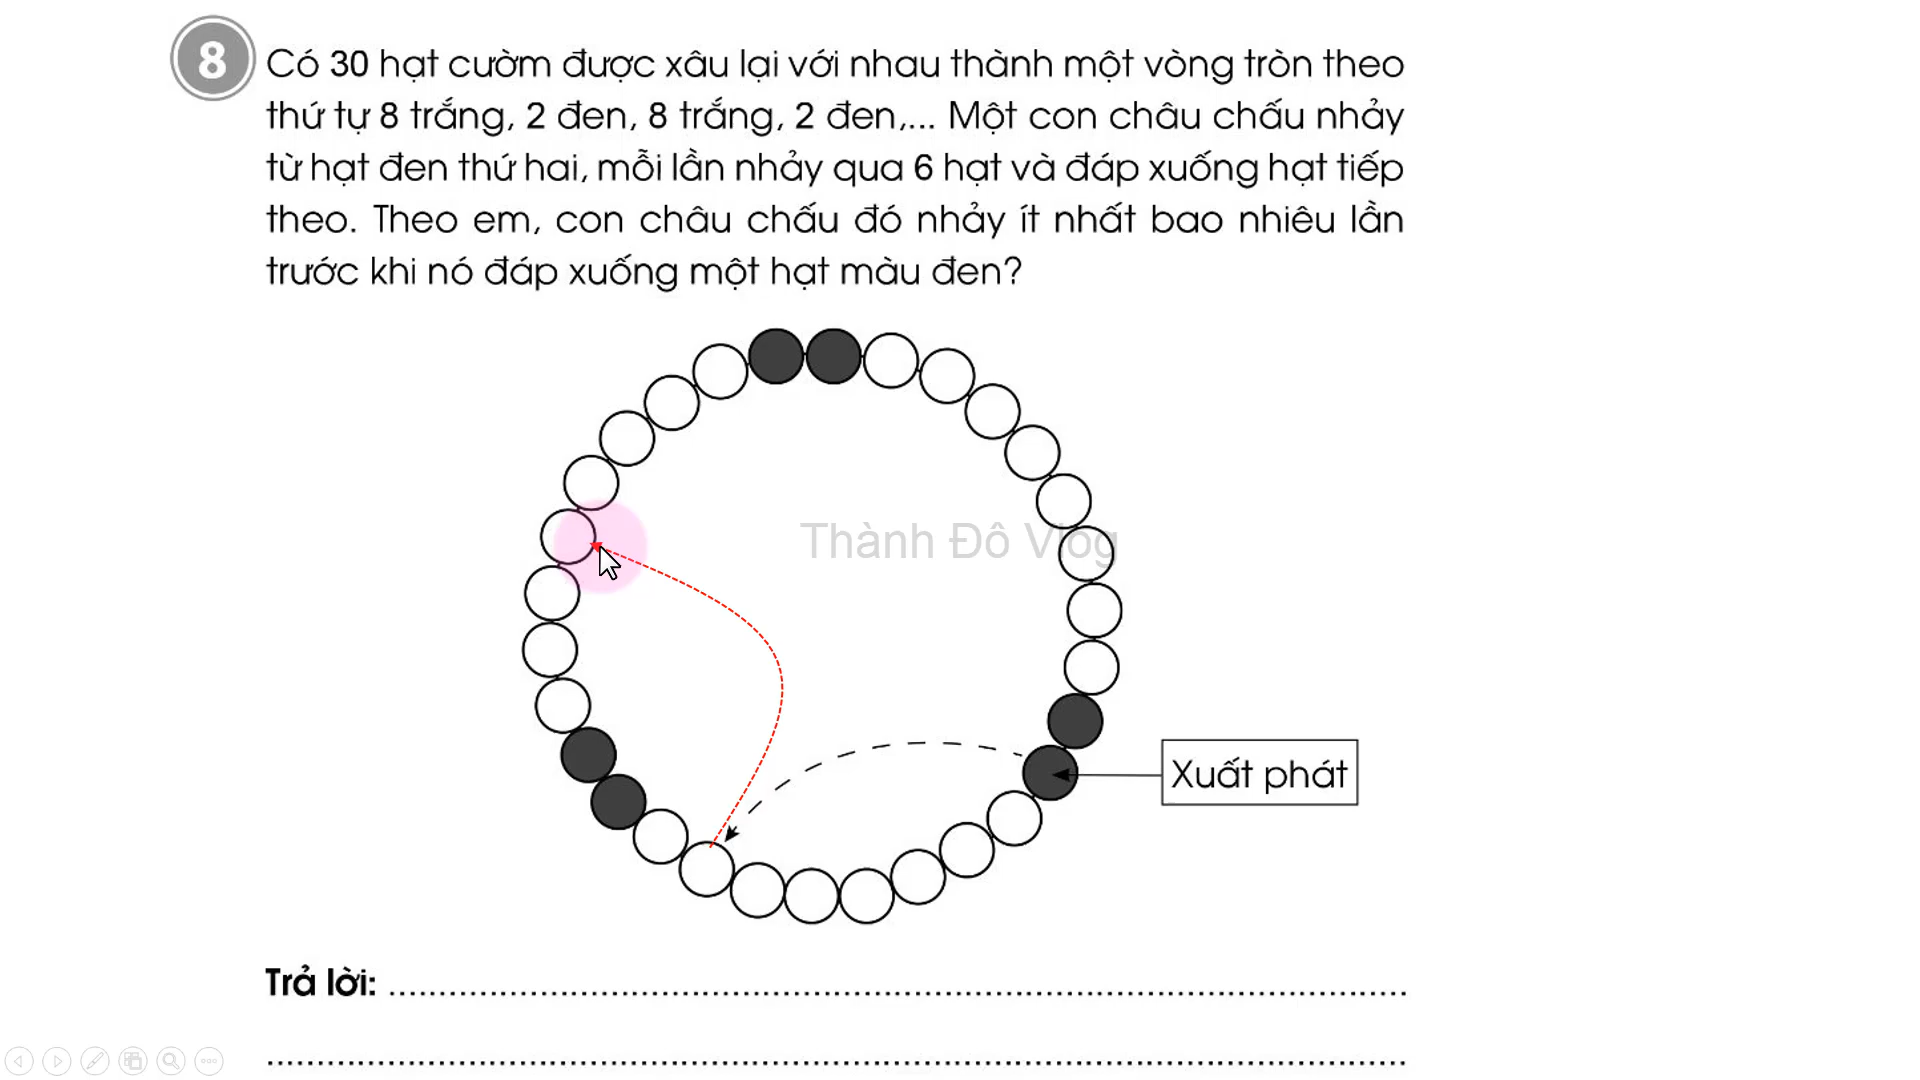 8
Có 30 hạt cườm được xâu lại với nhau thành một vòng tròn theo
thứ tự 8 trắng, 2 đen, 8 trắng, 2 đen,... Một con châu chấu nhảy
từ hạt đen thứ hai, mỗi lần nhảy qua 6 hạt và đáp xuống hạt tiếp
theo. Theo em, con châu chấu đó nhảy ít nhất bao nhiêu lần
trước khi nó đáp xuống một hạt màu đen?
Thành Đô Vlog
Xuất phát
Trả lời: ........................................................................................................
....................................................................................................................